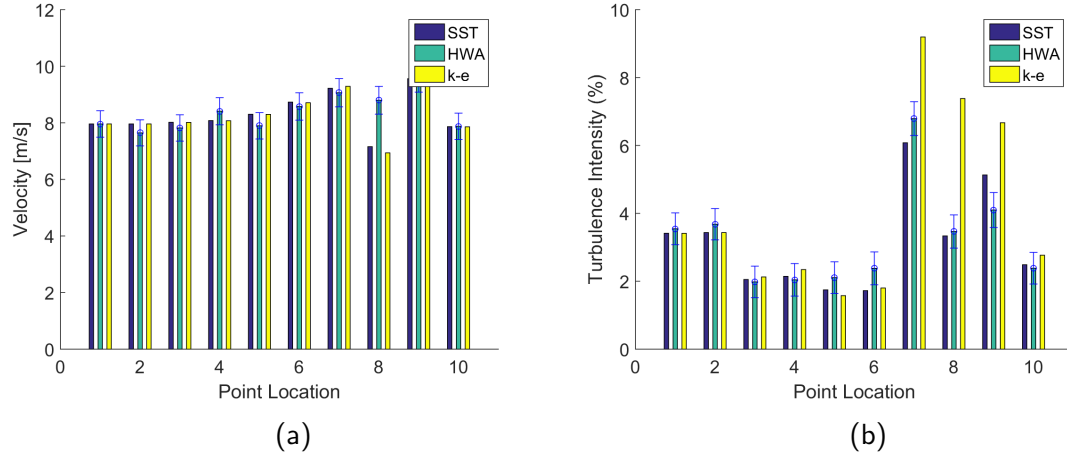 12
10
8
6
4
2
0
Velocity [m/s]
0 2 4 6 8 10
Point Location
SST
HWA
k-e
(a)
10
8
6
4
2
0
Turbulence Intensity (%)
0 2 4 6 8 10
Point Location
SST
HWA
k-e
(b)